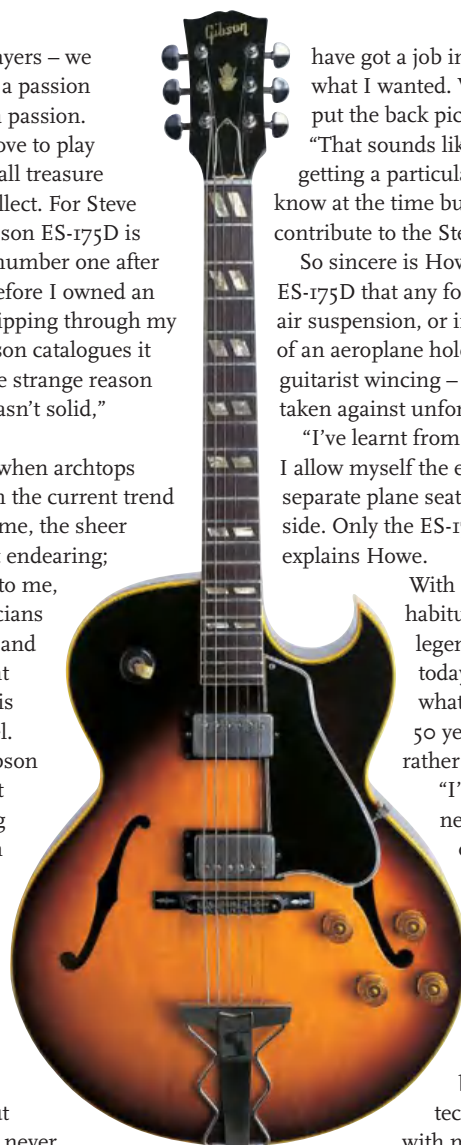 Gibson
yers – we
a passion
passion.
ove to play
all treasure
llect. For Steve
son ES-175D is
number one after
efore I owned an
ipping through my
son catalogues it
e strange reason
asn't solid,"
when archtops
n the current trend
me, the sheer
t endearing;
to me,
cians
and
t
is
l.
oson
t
g
n
ut
never
have got a job in
what I wanted. V
put the back pic
"That sounds lik
getting a particula
know at the time bu
contribute to the Ste
So sincere is How
ES-175D that any fo
air suspension, or i
of an aeroplane hol
guitarist wincing –
taken against unfor
"I've learnt from
I allow myself the e
separate plane seat
side. Only the ES-1
explains Howe.
With
habitu
legen
today
what
50 ye
rather
"I'
ne
tec
with n